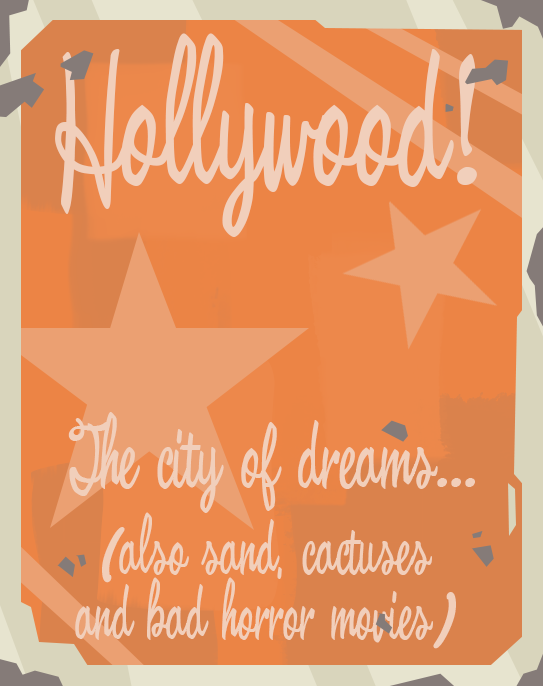 Hollywood!
The city of dreams...
(also sand, cactuses
and bad horror movies)